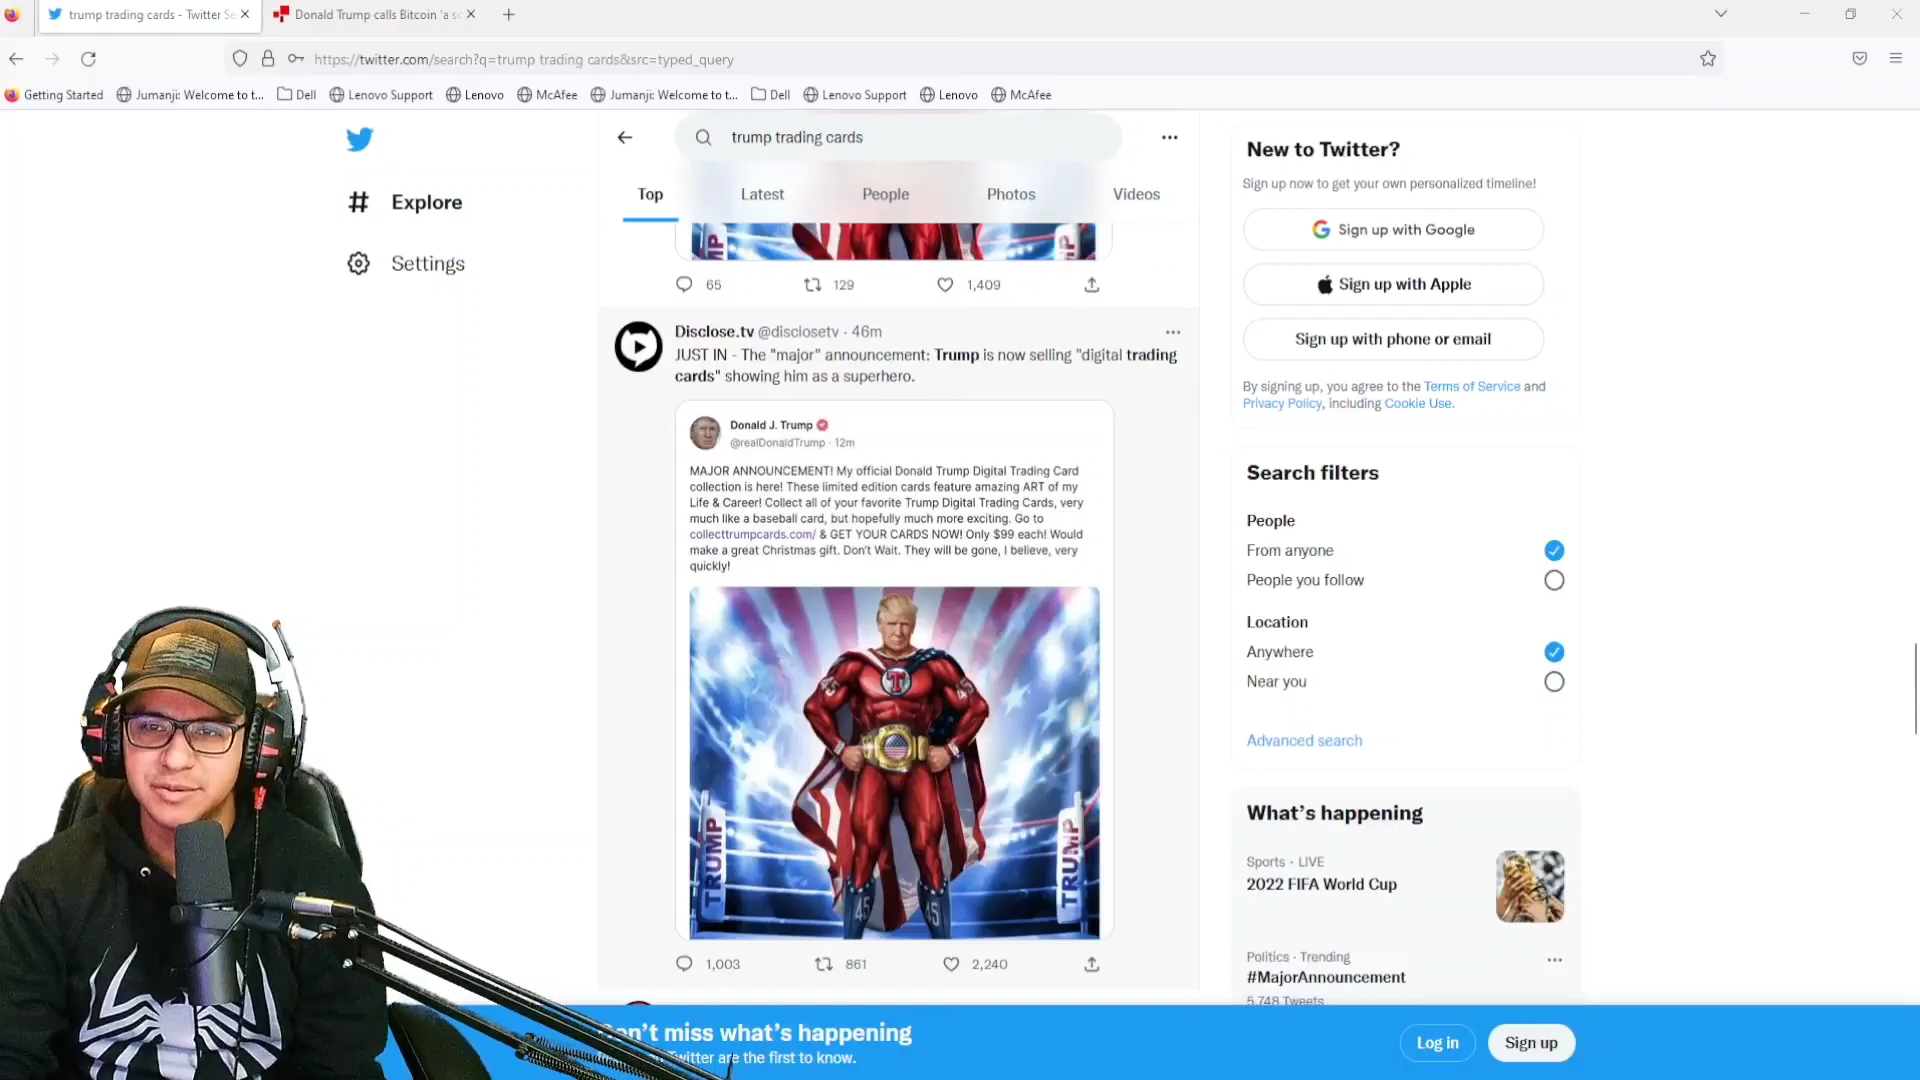 trump trading cards - Twitter Se
Donald Trump calls Bitcoin 'a sc
https://twitter.com/search?q=trump trading cards&src=typed_query
Getting Started
Jumanji: Welcome to t...
Dell
Lenovo Support
Lenovo
McAfee
Jumanji: Welcome to t...
Dell
Lenovo Support
Lenovo
McAfee
Explore
Settings
trump trading cards
Top
Latest
People
Photos
Videos
65
129
1,409
Disclose.tv @disclosetv · 46m
JUST IN - The "major" announcement: Trump is now selling "digital trading
cards" showing him as a superhero.
Donald J. Trump
@realDonaldTrump · 12m
MAJOR ANNOUNCEMENT! My official Donald Trump Digital Trading Card
collection is here! These limited edition cards feature amazing ART of my
Life & Career! Collect all of your favorite Trump Digital Trading Cards, very
much like a baseball card, but hopefully much more exciting. Go to
collecttrumpcards.com/ & GET YOUR CARDS NOW! Only $99 each! Would
make a great Christmas gift. Don't Wait. They will be gone, I believe, very
quickly!
T
45
TRUMP
TRUMP
45
45
1,003
861
2,240
New to Twitter?
Sign up now to get your own personalized timeline!
Sign up with Google
Sign up with Apple
Sign up with phone or email
By signing up, you agree to the Terms of Service and
Privacy Policy, including Cookie Use.
Search filters
People
From anyone
People you follow
Location
Anywhere
Near you
Advanced search
What's happening
Sports · LIVE
2022 FIFA World Cup
Politics · Trending
#MajorAnnouncement
5,748 Tweets
n't miss what's happening
Twitter are the first to know.
Log in
Sign up